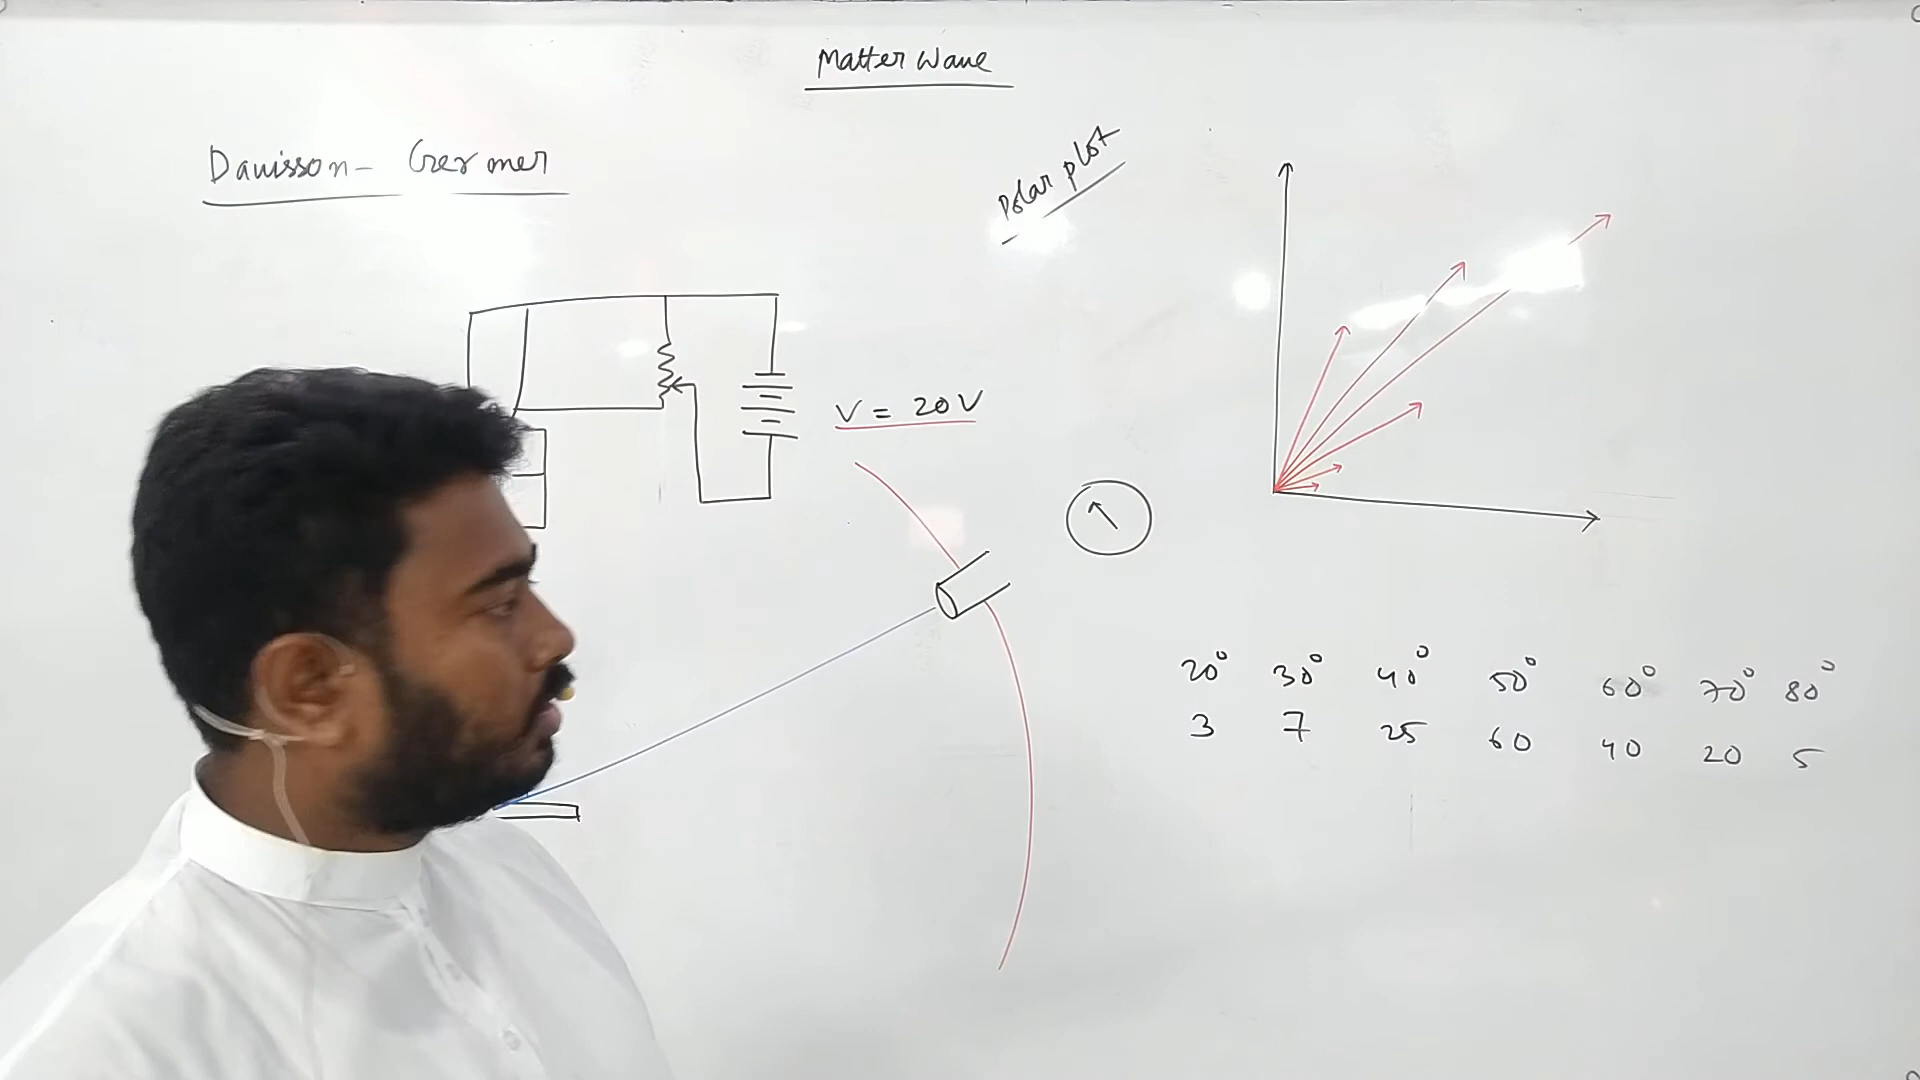 Matter Wave
Davisson - Germer
Polar plot
V = 20V
20° 30° 40° 50° 60° 70° 80°
3 7 25 60 40 20 5